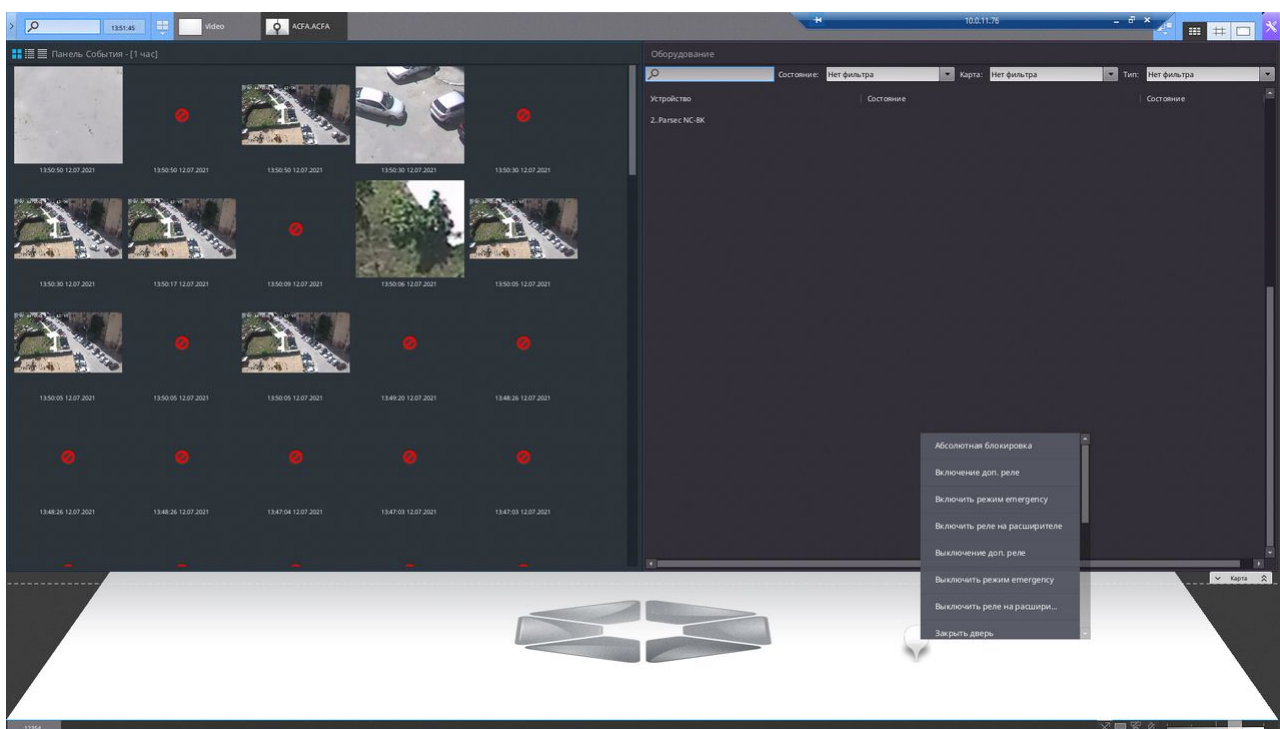 13:51:45
Video
ACFA.ACFA
10.0.11.76
Панель События - [1 час]
Оборудование
Состояние: Нет фильтра
Карта: Нет фильтра
Тип: Нет фильтра
Устройство
Состояние
Состояние
2..Parsec NC-8K
13:50:50 12.07.2021
13:50:50 12.07.2021
13:50:50 12.07.2021
13:50:30 12.07.2021
13:50:30 12.07.2021
13:50:30 12.07.2021
13:50:17 12.07.2021
13:50:09 12.07.2021
13:50:06 12.07.2021
13:50:05 12.07.2021
13:50:05 12.07.2021
13:50:05 12.07.2021
13:50:05 12.07.2021
13:49:20 12.07.2021
13:48:26 12.07.2021
13:48:26 12.07.2021
13:48:26 12.07.2021
13:47:04 12.07.2021
13:47:03 12.07.2021
13:47:03 12.07.2021
Абсолютная блокировка
Включение доп. реле
Включить режим emergency
Включить реле на расширителе
Выключение доп. реле
Выключить режим emergency
Выключить реле на расшири...
Закрыть дверь
Карта